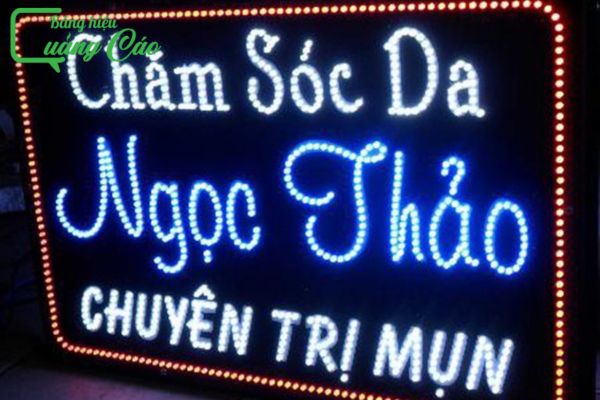 Bảng hiệu
Quảng Cáo
Chăm Sóc Da
Ngọc Thảo
CHUYÊN TRỊ MỤN